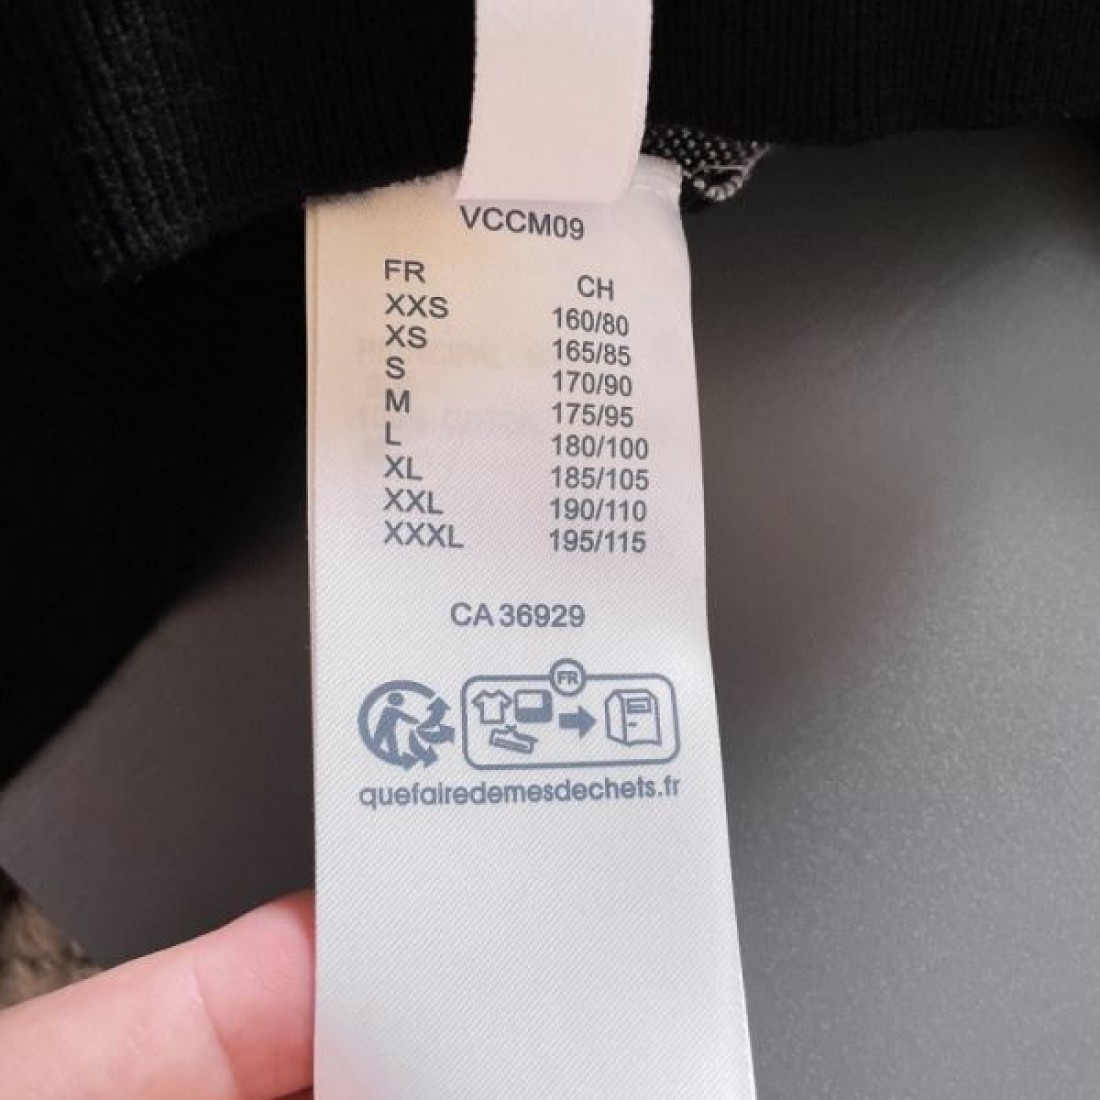 VCCM09
FR CH
XXS 160/80
XS 165/85
S 170/90
M 175/95
L 180/100
XL 185/105
XXL 190/110
XXXL 195/115
CA 36929
FR
quefairedemesdechets.fr